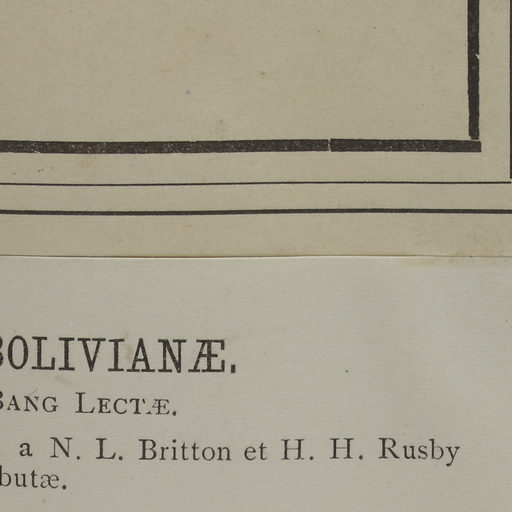 BOLIVIANÆ.
BANG LECTÆ.
a N. L. Britton et H. H. Rusby
butæ.